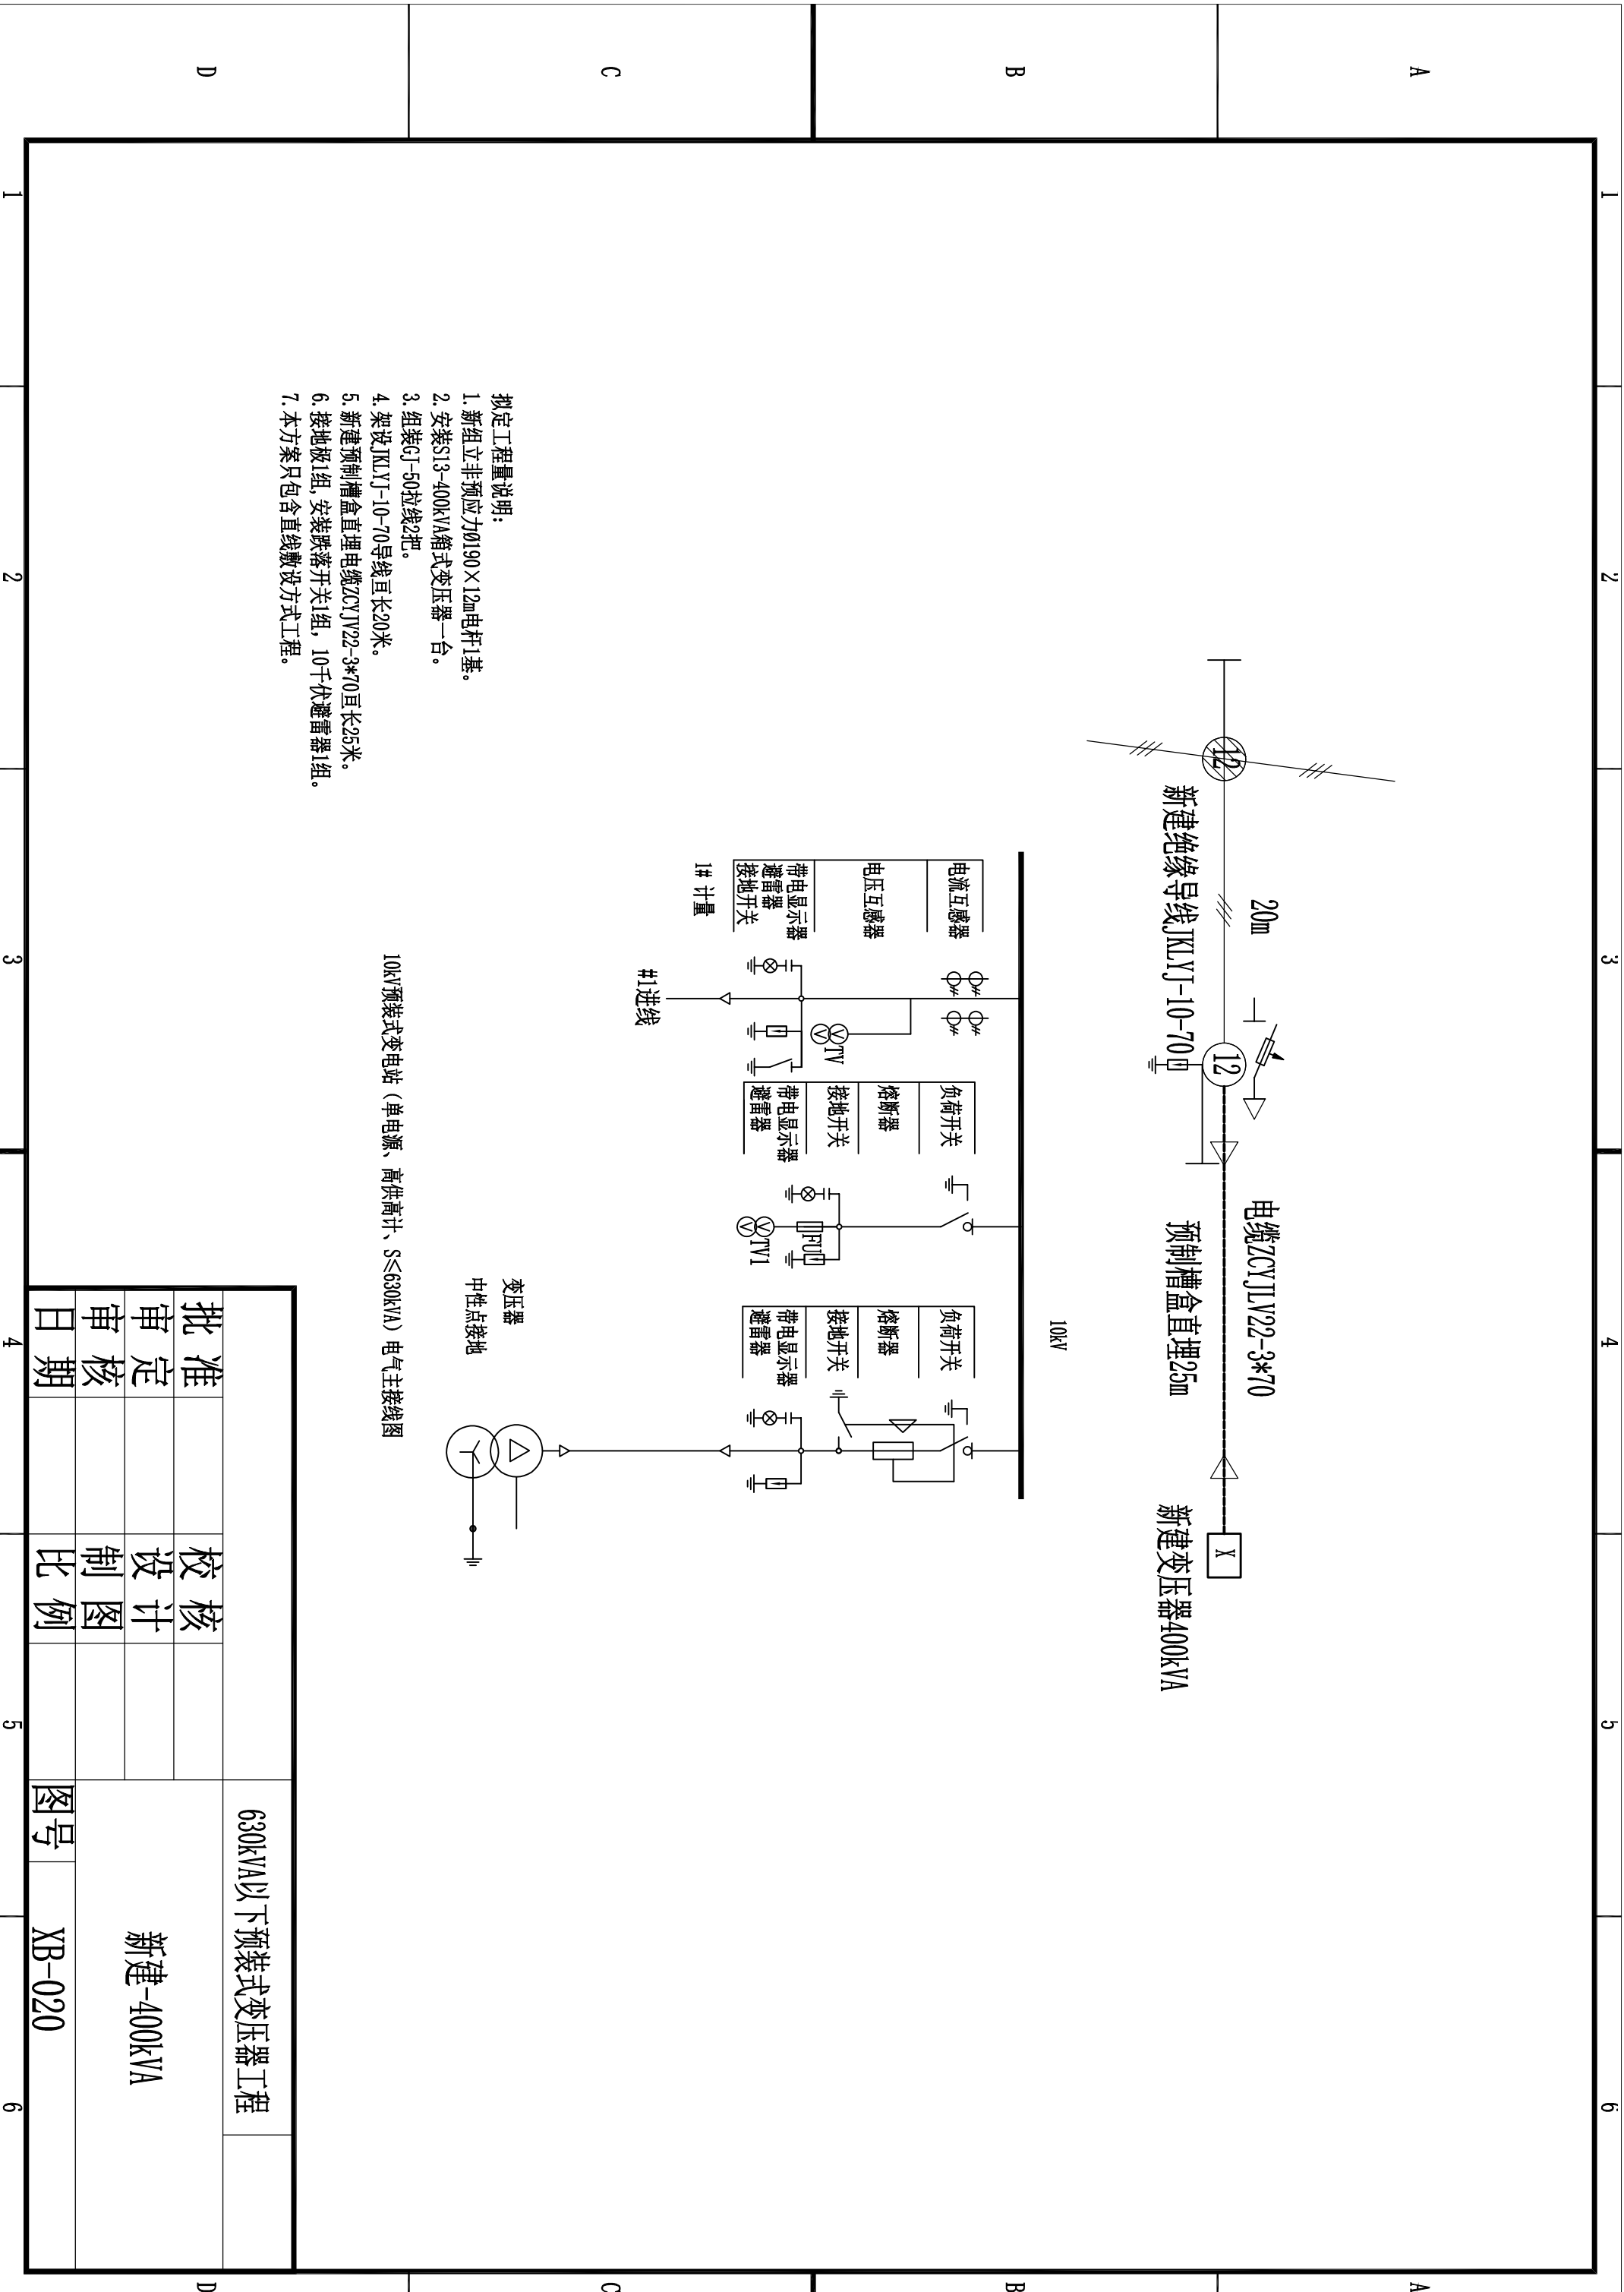 1 2 3 4 5 6
A
B
C
D
20m
新建绝缘导线JKLYJ-10-70
12
12
电缆ZCYJLV22-3*70
预制槽盒直埋25m
X
新建变压器400kVA
10kV
电流互感器
电压互感器
带电显示器
避雷器
接地开关
1# 计量
TV
V
V
#1进线
负荷开关
熔断器
接地开关
带电显示器
避雷器
FU
TV1
V
V
负荷开关
熔断器
接地开关
带电显示器
避雷器
变压器
中性点接地
10kV预装式变电站（单电源、高供高计、S≤630kVA）电气主接线图
拟定工程量说明:
1.新组立非预应力Ø190×12m电杆1基。
2.安装S13-400kVA箱式变压器一台。
3.组装GJ-50拉线2把。
4.架设JKLYJ-10-70导线亘长20米。
5.新建预制槽盒直埋电缆ZCYJV22-3*70亘长25米。
6.接地极1组,安装跌落开关1组，10千伏避雷器1组。
7.本方案只包含直线敷设方式工程。
630kVA以下预装式变压器工程
批准
校核
审定
设计
新建-400kVA
审核
制图
日期
比例
图号
XB-020
A
B
C
D
1 2 3 4 5 6